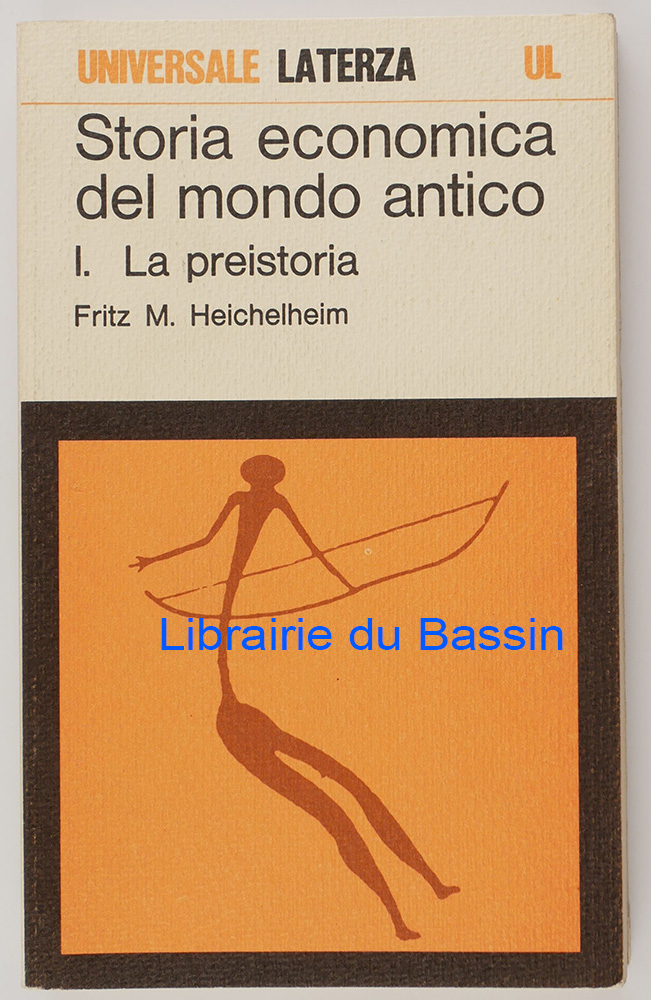 UNIVERSALE LATERZA UL
Storia economica
del mondo antico
I. La preistoria
Fritz M. Heichelheim
Librairie du Bassin